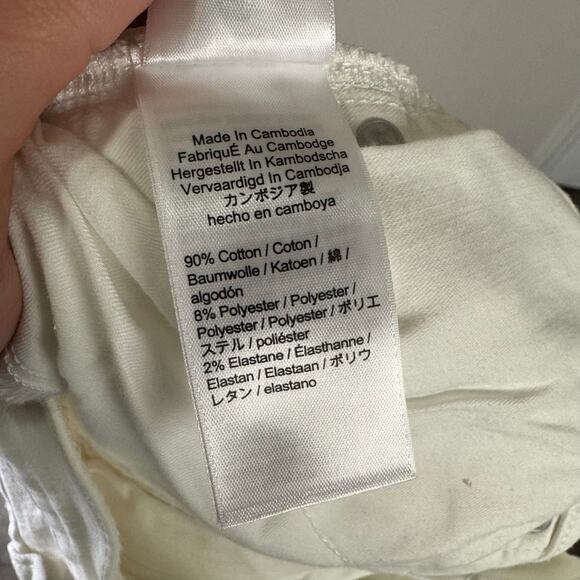 Made In Cambodia
FabriquÉ Au Cambodge
Hergestellt In Kambodscha
Vervaardigd In Cambodja
カンボジア製
hecho en camboya
90% Cotton / Coton /
Baumwolle / Katoen / 綿 /
algodón
8% Polyester / Polyester /
Polyester / Polyester / ポリエ
ステル / poliéster
2% Elastane / Élasthanne /
Elastan / Elastaan / ポリウ
レタン / elastano